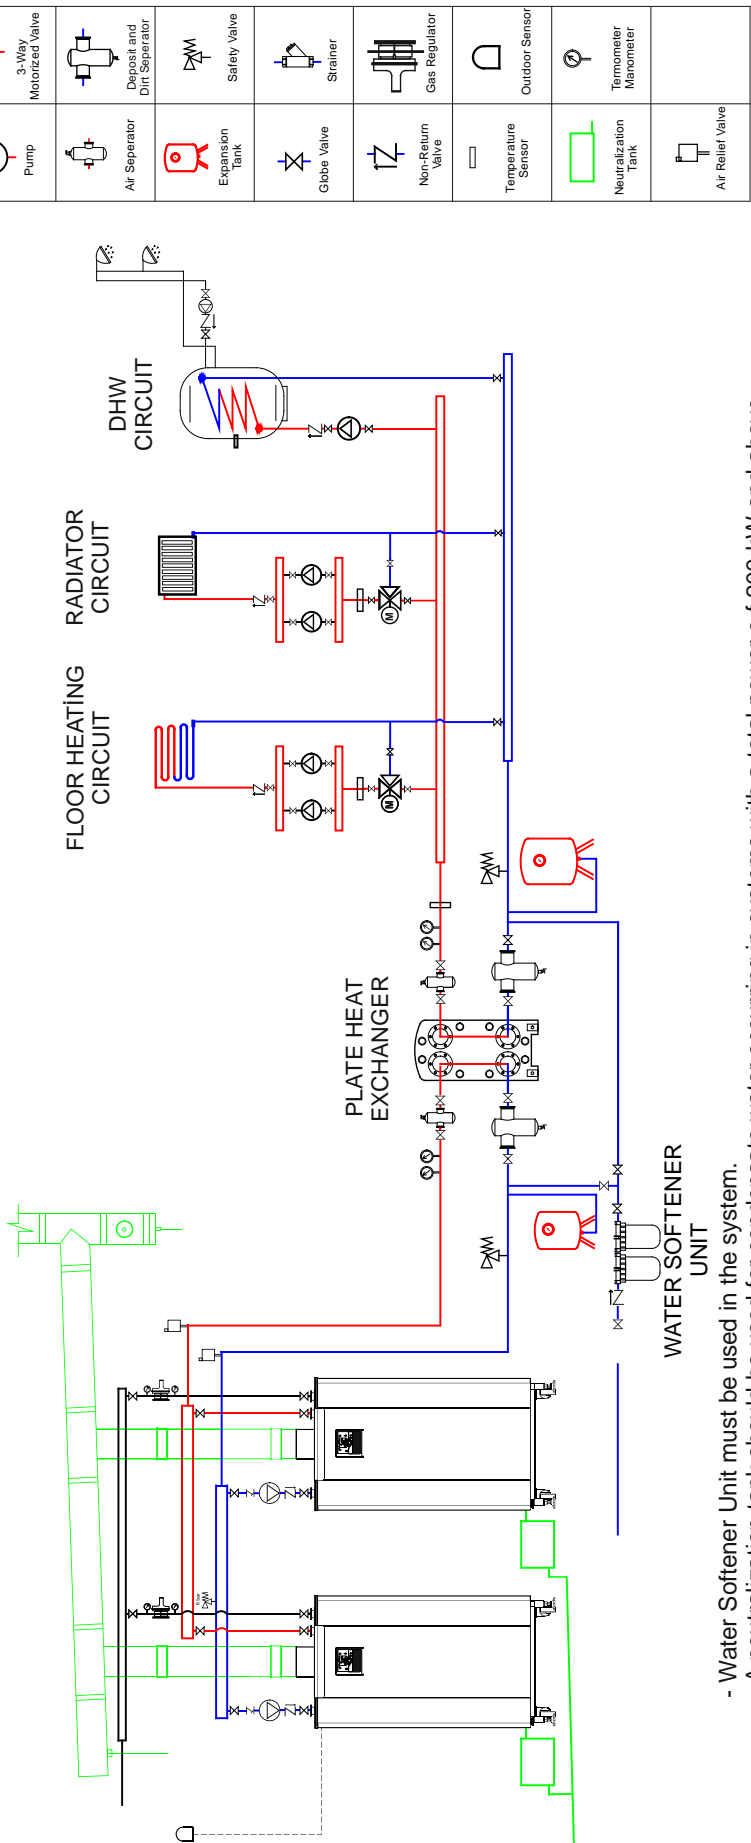 3-Way
Motorized Valve
Deposit and
Dirt Seperator
Safety Valve
Strainer
Gas Regulator
Outdoor Sensor
Termometer
Manometer
Pump
Air Seperator
Expansion
Tank
Globe Valve
Non-Return
Valve
Temperature
Sensor
Neutralization
Tank
Air Relief Valve
DHW
CIRCUIT
RADIATOR
CIRCUIT
FLOOR HEATİNG
CIRCUIT
M
M
PLATE HEAT
EXCHANGER
6 bar
WATER SOFTENER
UNIT
- Water Softener Unit must be used in the system.